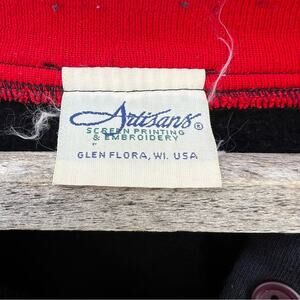 Artisans®
SCREEN PRINTING
& EMBROIDERY
GLEN FLORA, WI. USA